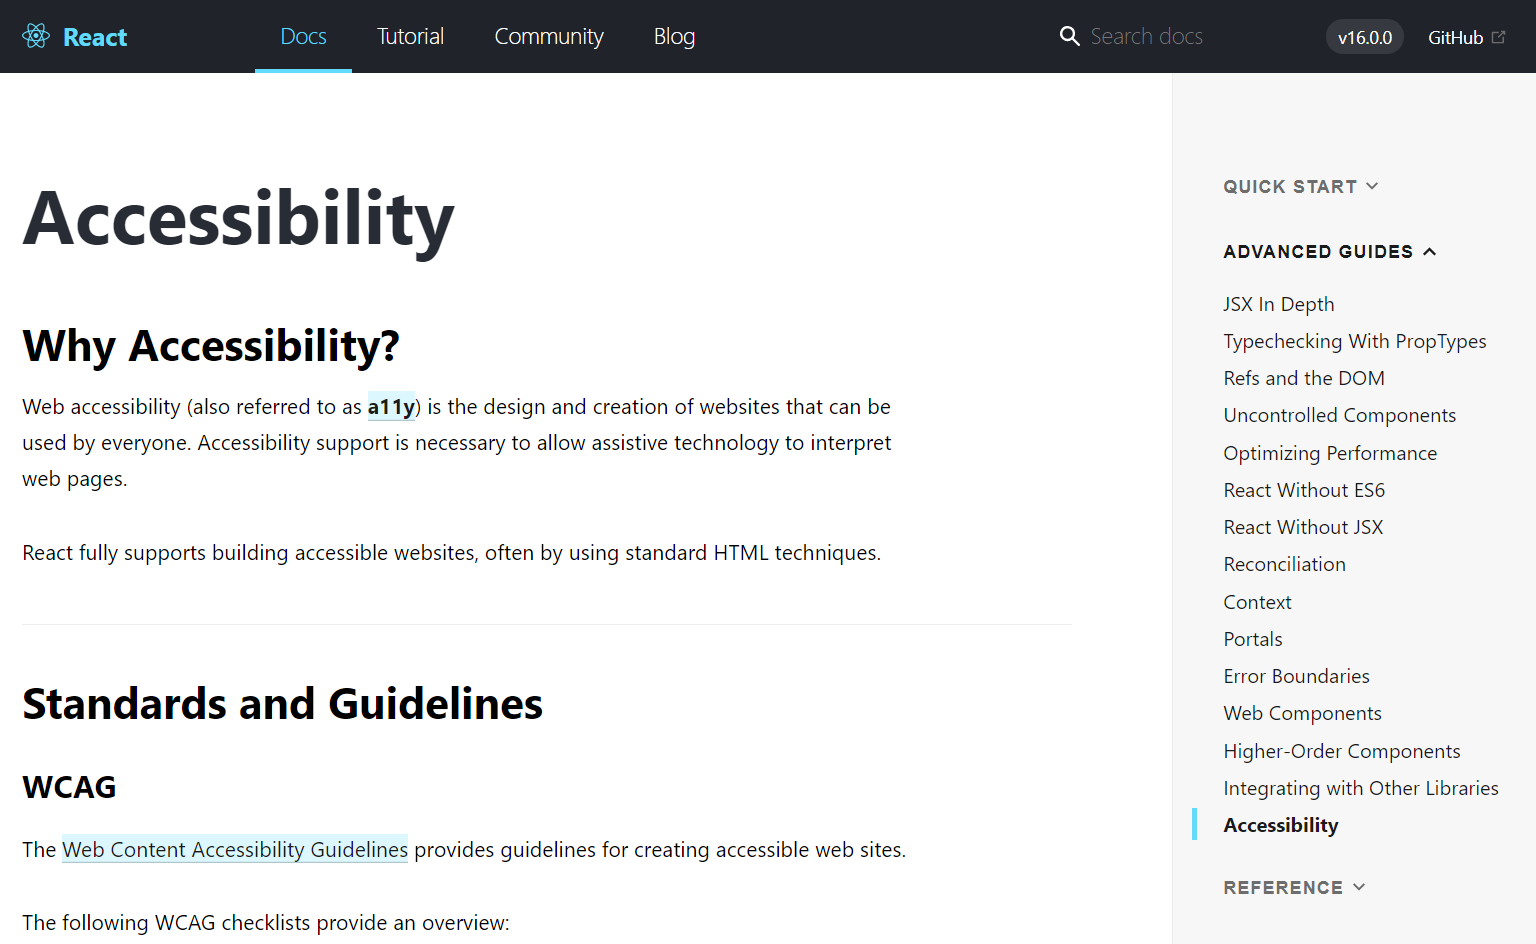 React
Docs
Tutorial
Community
Blog
Search docs
v16.0.0
GitHub
Accessibility
Why Accessibility?
Web accessibility (also referred to as a11y) is the design and creation of websites that can be
used by everyone. Accessibility support is necessary to allow assistive technology to interpret
web pages.
React fully supports building accessible websites, often by using standard HTML techniques.
Standards and Guidelines
WCAG
The Web Content Accessibility Guidelines provides guidelines for creating accessible web sites.
The following WCAG checklists provide an overview:
QUICK START
ADVANCED GUIDES
JSX In Depth
Typechecking With PropTypes
Refs and the DOM
Uncontrolled Components
Optimizing Performance
React Without ES6
React Without JSX
Reconciliation
Context
Portals
Error Boundaries
Web Components
Higher-Order Components
Integrating with Other Libraries
Accessibility
REFERENCE